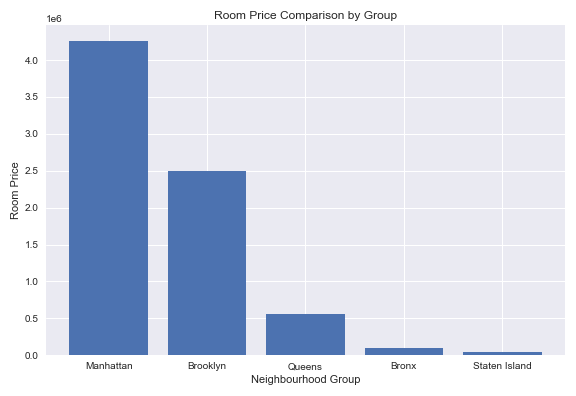 Room Price Comparison by Group
1e6
4.0
3.5
3.0
2.5
2.0
1.5
1.0
0.5
0.0
Room Price
Manhattan Brooklyn Queens Bronx Staten Island
Neighbourhood Group